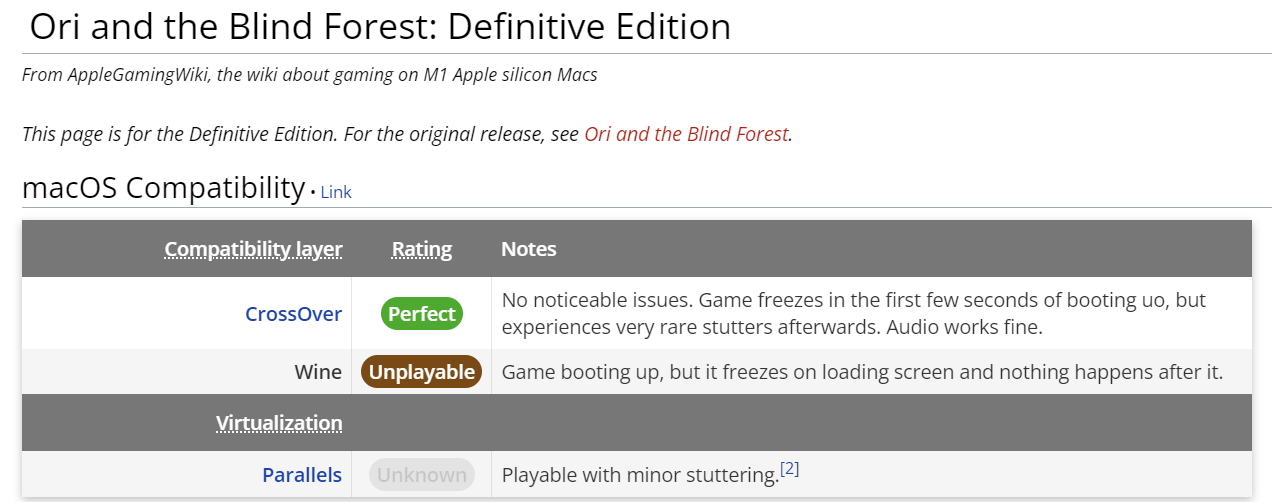 Ori and the Blind Forest: Definitive Edition
From AppleGamingWiki, the wiki about gaming on M1 Apple silicon Macs
This page is for the Definitive Edition. For the original release, see Ori and the Blind Forest.
macOS Compatibility • Link
Compatibility layer Rating Notes
CrossOver Perfect No noticeable issues. Game freezes in the first few seconds of booting uo, but
experiences very rare stutters afterwards. Audio works fine.
Wine Unplayable Game booting up, but it freezes on loading screen and nothing happens after it.
Virtualization
Parallels Unknown Playable with minor stuttering.[2]